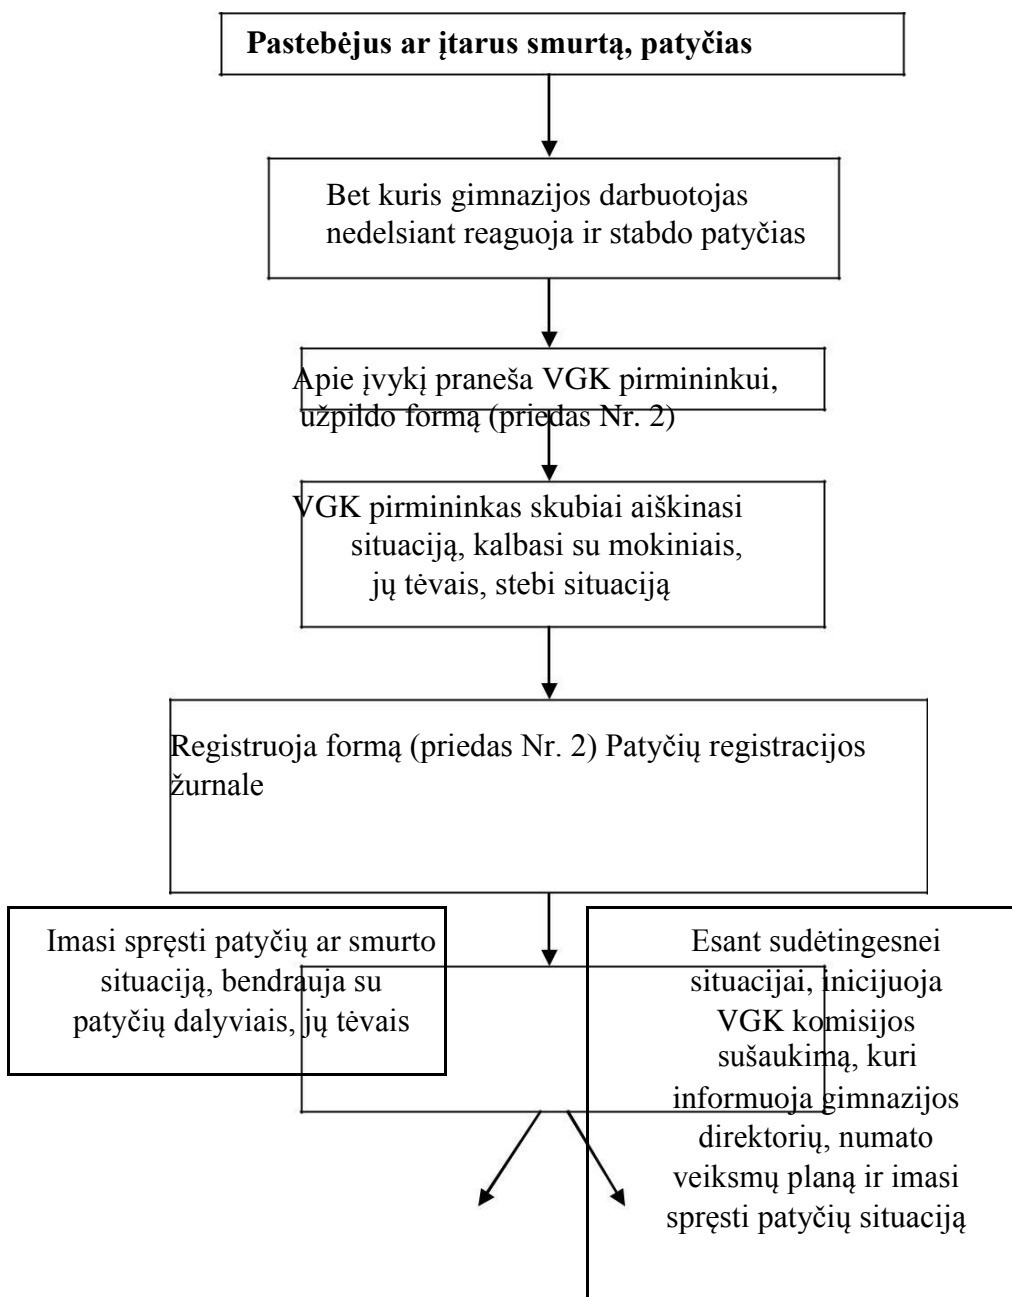 Pastebėjus ar įtarus smurtą, patyčias
Bet kuris gimnazijos darbuotojas
nedelsiant reaguoja ir stabdo patyčias
Apie įvykį praneša VGK pirmininkui,
užpildo formą (priedas Nr. 2)
VGK pirmininkas skubiai aiškinasi
situaciją, kalbasi su mokiniais,
jų tėvais, stebi situaciją
Registruoja formą (priedas Nr. 2) Patyčių registracijos
žurnale
Imasi spręsti patyčių ar smurto
situaciją, bendrauja su
patyčių dalyviais, jų tėvais
Esant sudėtingesnei
situacijai, inicijuoja
VGK komisijos
sušaukimą, kuri
informuoja gimnazijos
direktorių, numato
veiksmų planą ir imasi
spręsti patyčių situaciją